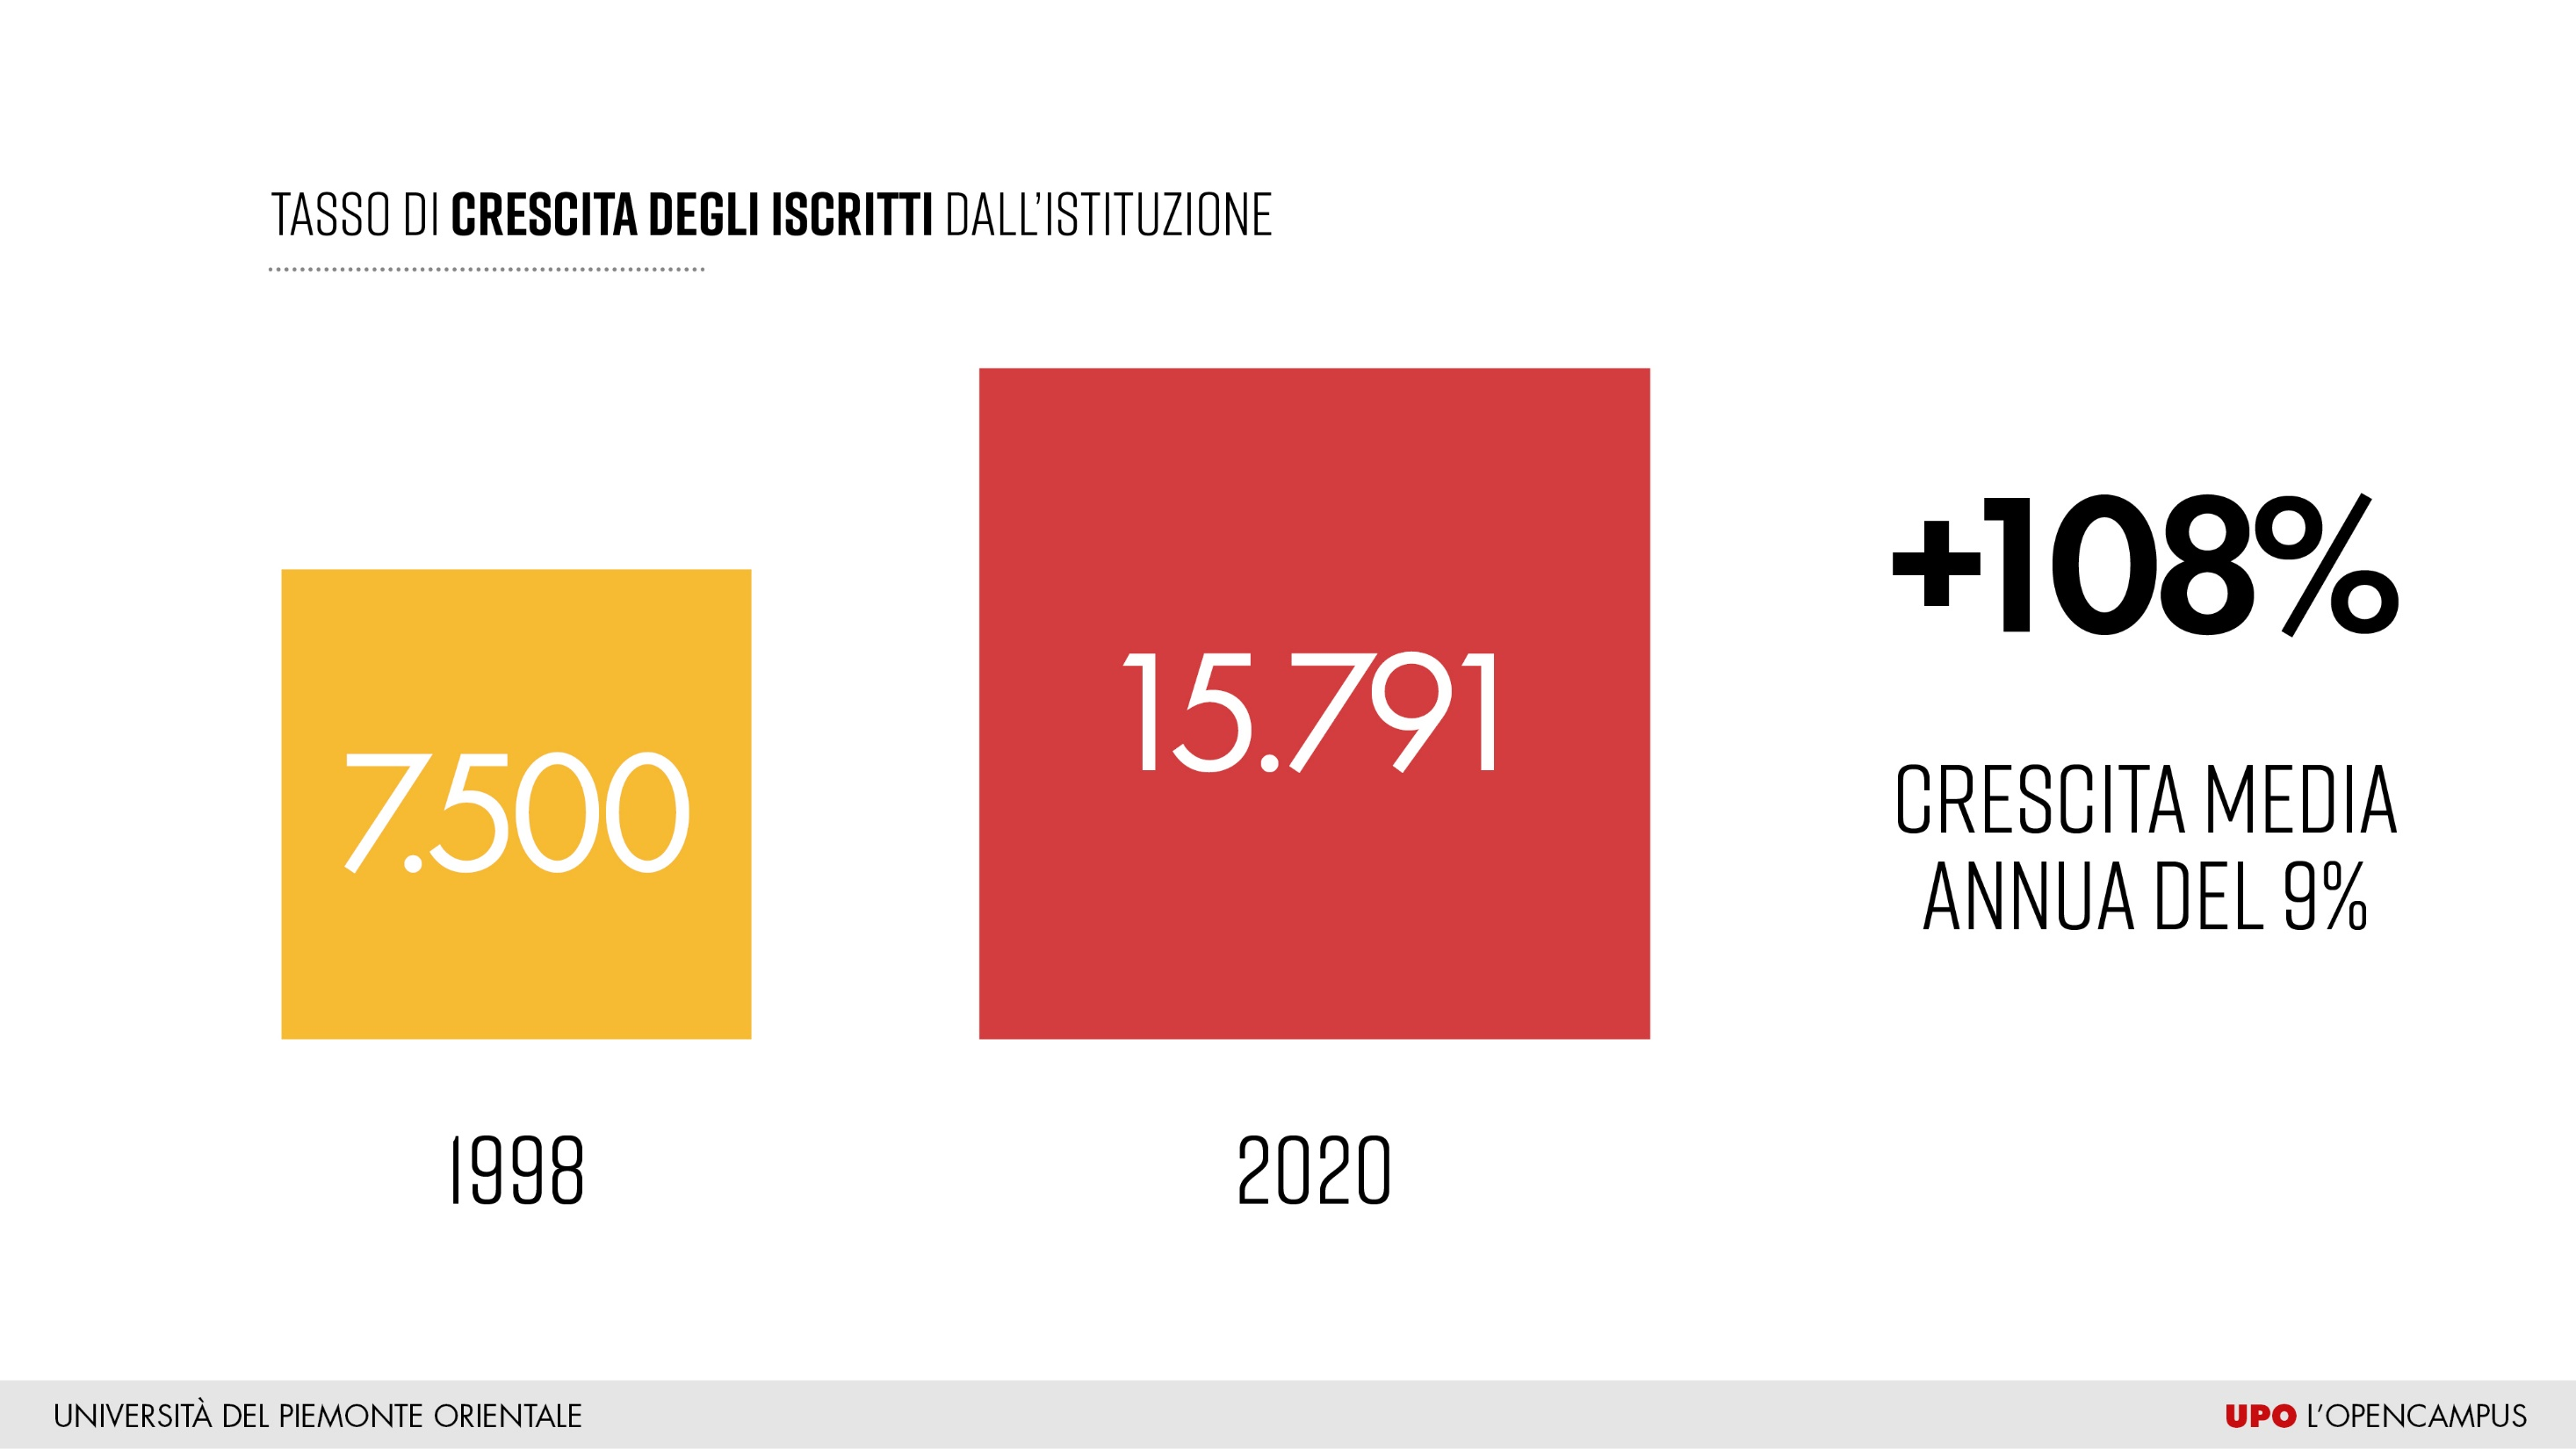 TASSO DI CRESCITA DEGLI ISCRITTI DALL'ISTITUZIONE
7.500
15.791
+108%
CRESCITA MEDIA
ANNUA DEL 9%
1998
2020
UNIVERSITÀ DEL PIEMONTE ORIENTALE
UPO L'OPENCAMPUS